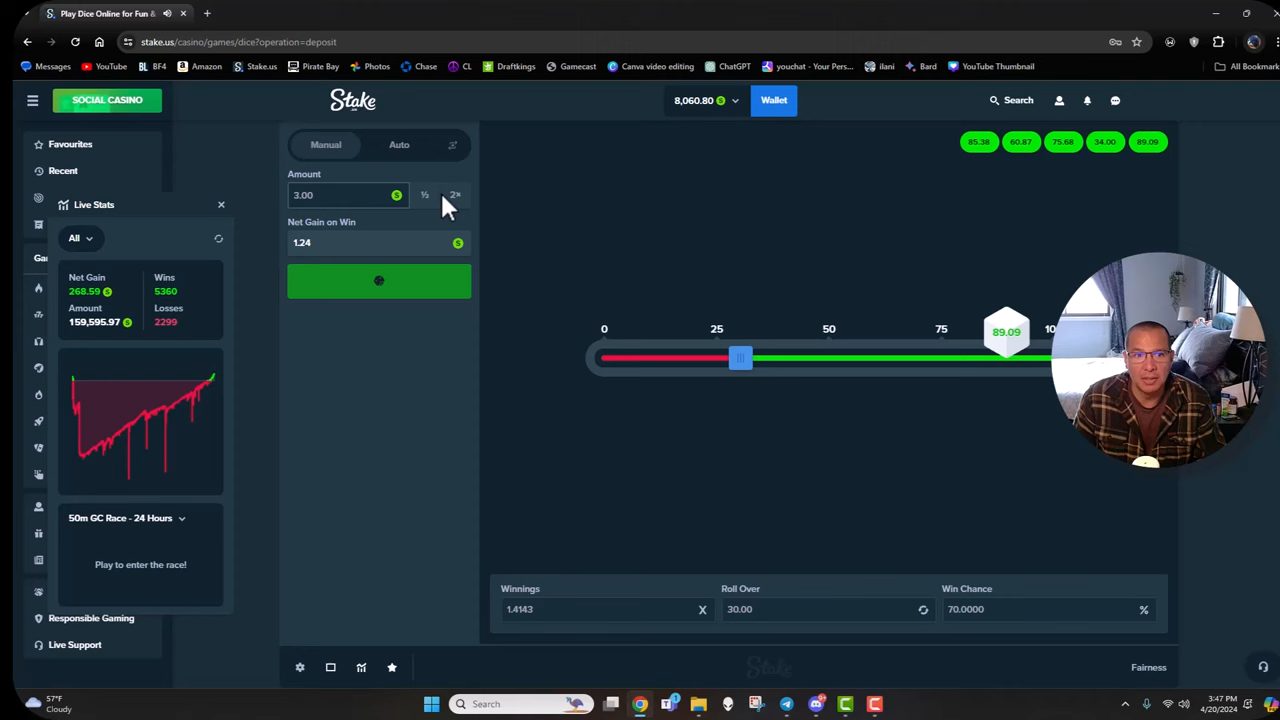 Play Dice Online for Fun &
stake.us/casino/games/dice?operation=deposit
Messages YouTube BF4 Amazon Stake.us Pirate Bay Photos Chase CL Draftkings Gamecast Canva video editing ChatGPT youchat - Your Pers... ilani Bard YouTube Thumbnail All Bookmark
SOCIAL CASINO
Stake
8,060.80
Wallet
Search
Favourites
Recent
Manual Auto
85.38 60.87 75.68 34.00 89.09
Amount
3.00 ½ 2×
Live Stats
Net Gain on Win
1.24
All
Net Gain Wins
268.59 5360
Amount Losses
159,595.97 2299
89.09
0 25 50 75
50m GC Race - 24 Hours
Play to enter the race!
Winnings Roll Over Win Chance
1.4143 X 30.00 70.0000 %
Responsible Gaming
Live Support
Stake
Fairness
57°F
Cloudy
Search
3:47 PM
4/20/2024